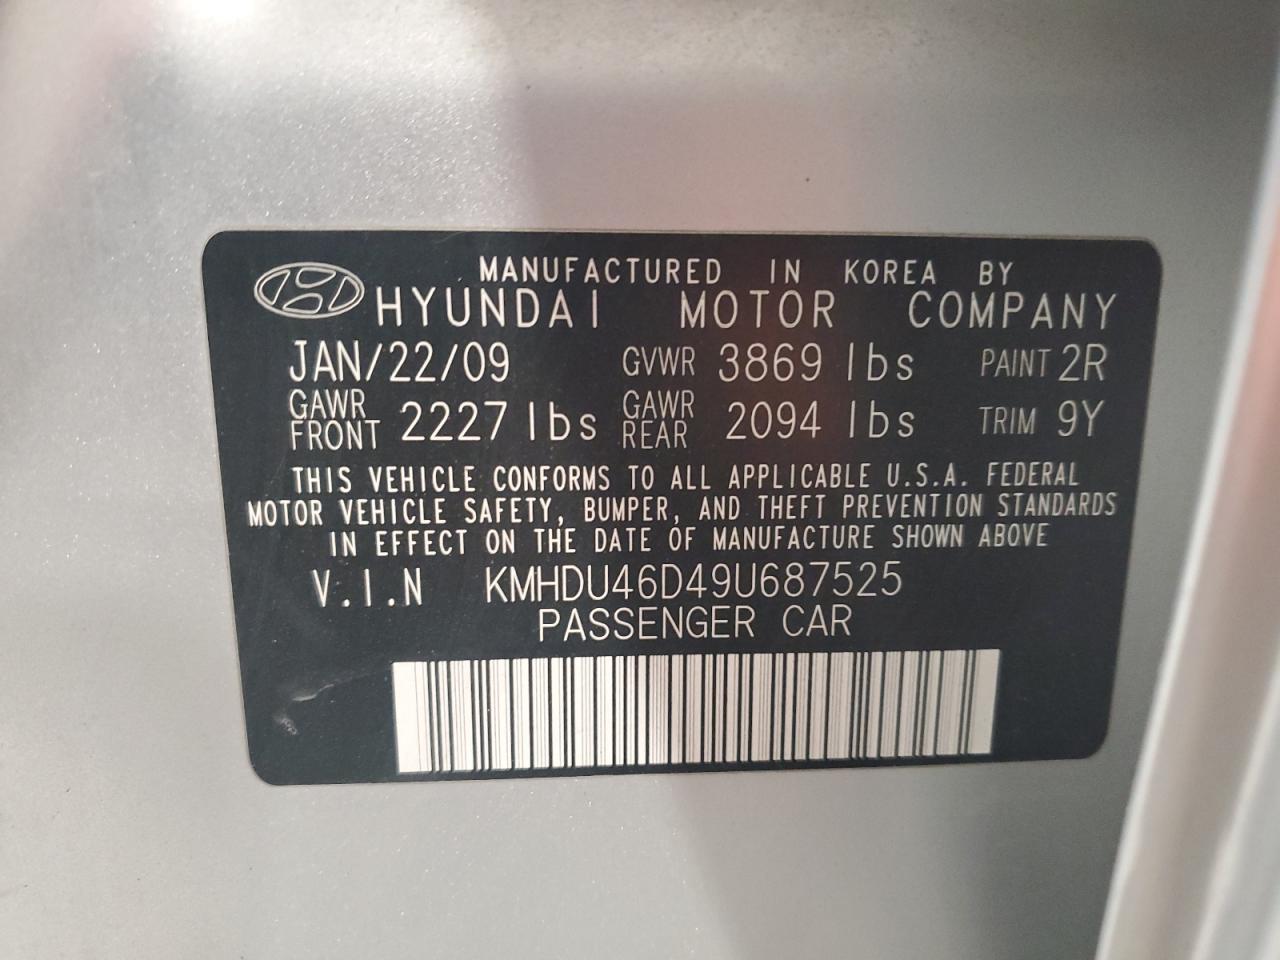 MANUFACTURED IN KOREA BY
HYUNDAI MOTOR COMPANY
JAN/22/09 GVWR 3869 lbs PAINT 2R
GAWR FRONT 2227 lbs GAWR REAR 2094 lbs TRIM 9Y
THIS VEHICLE CONFORMS TO ALL APPLICABLE U.S.A. FEDERAL
MOTOR VEHICLE SAFETY, BUMPER, AND THEFT PREVENTION STANDARDS
IN EFFECT ON THE DATE OF MANUFACTURE SHOWN ABOVE
V.I.N KMHDU46D49U687525
PASSENGER CAR